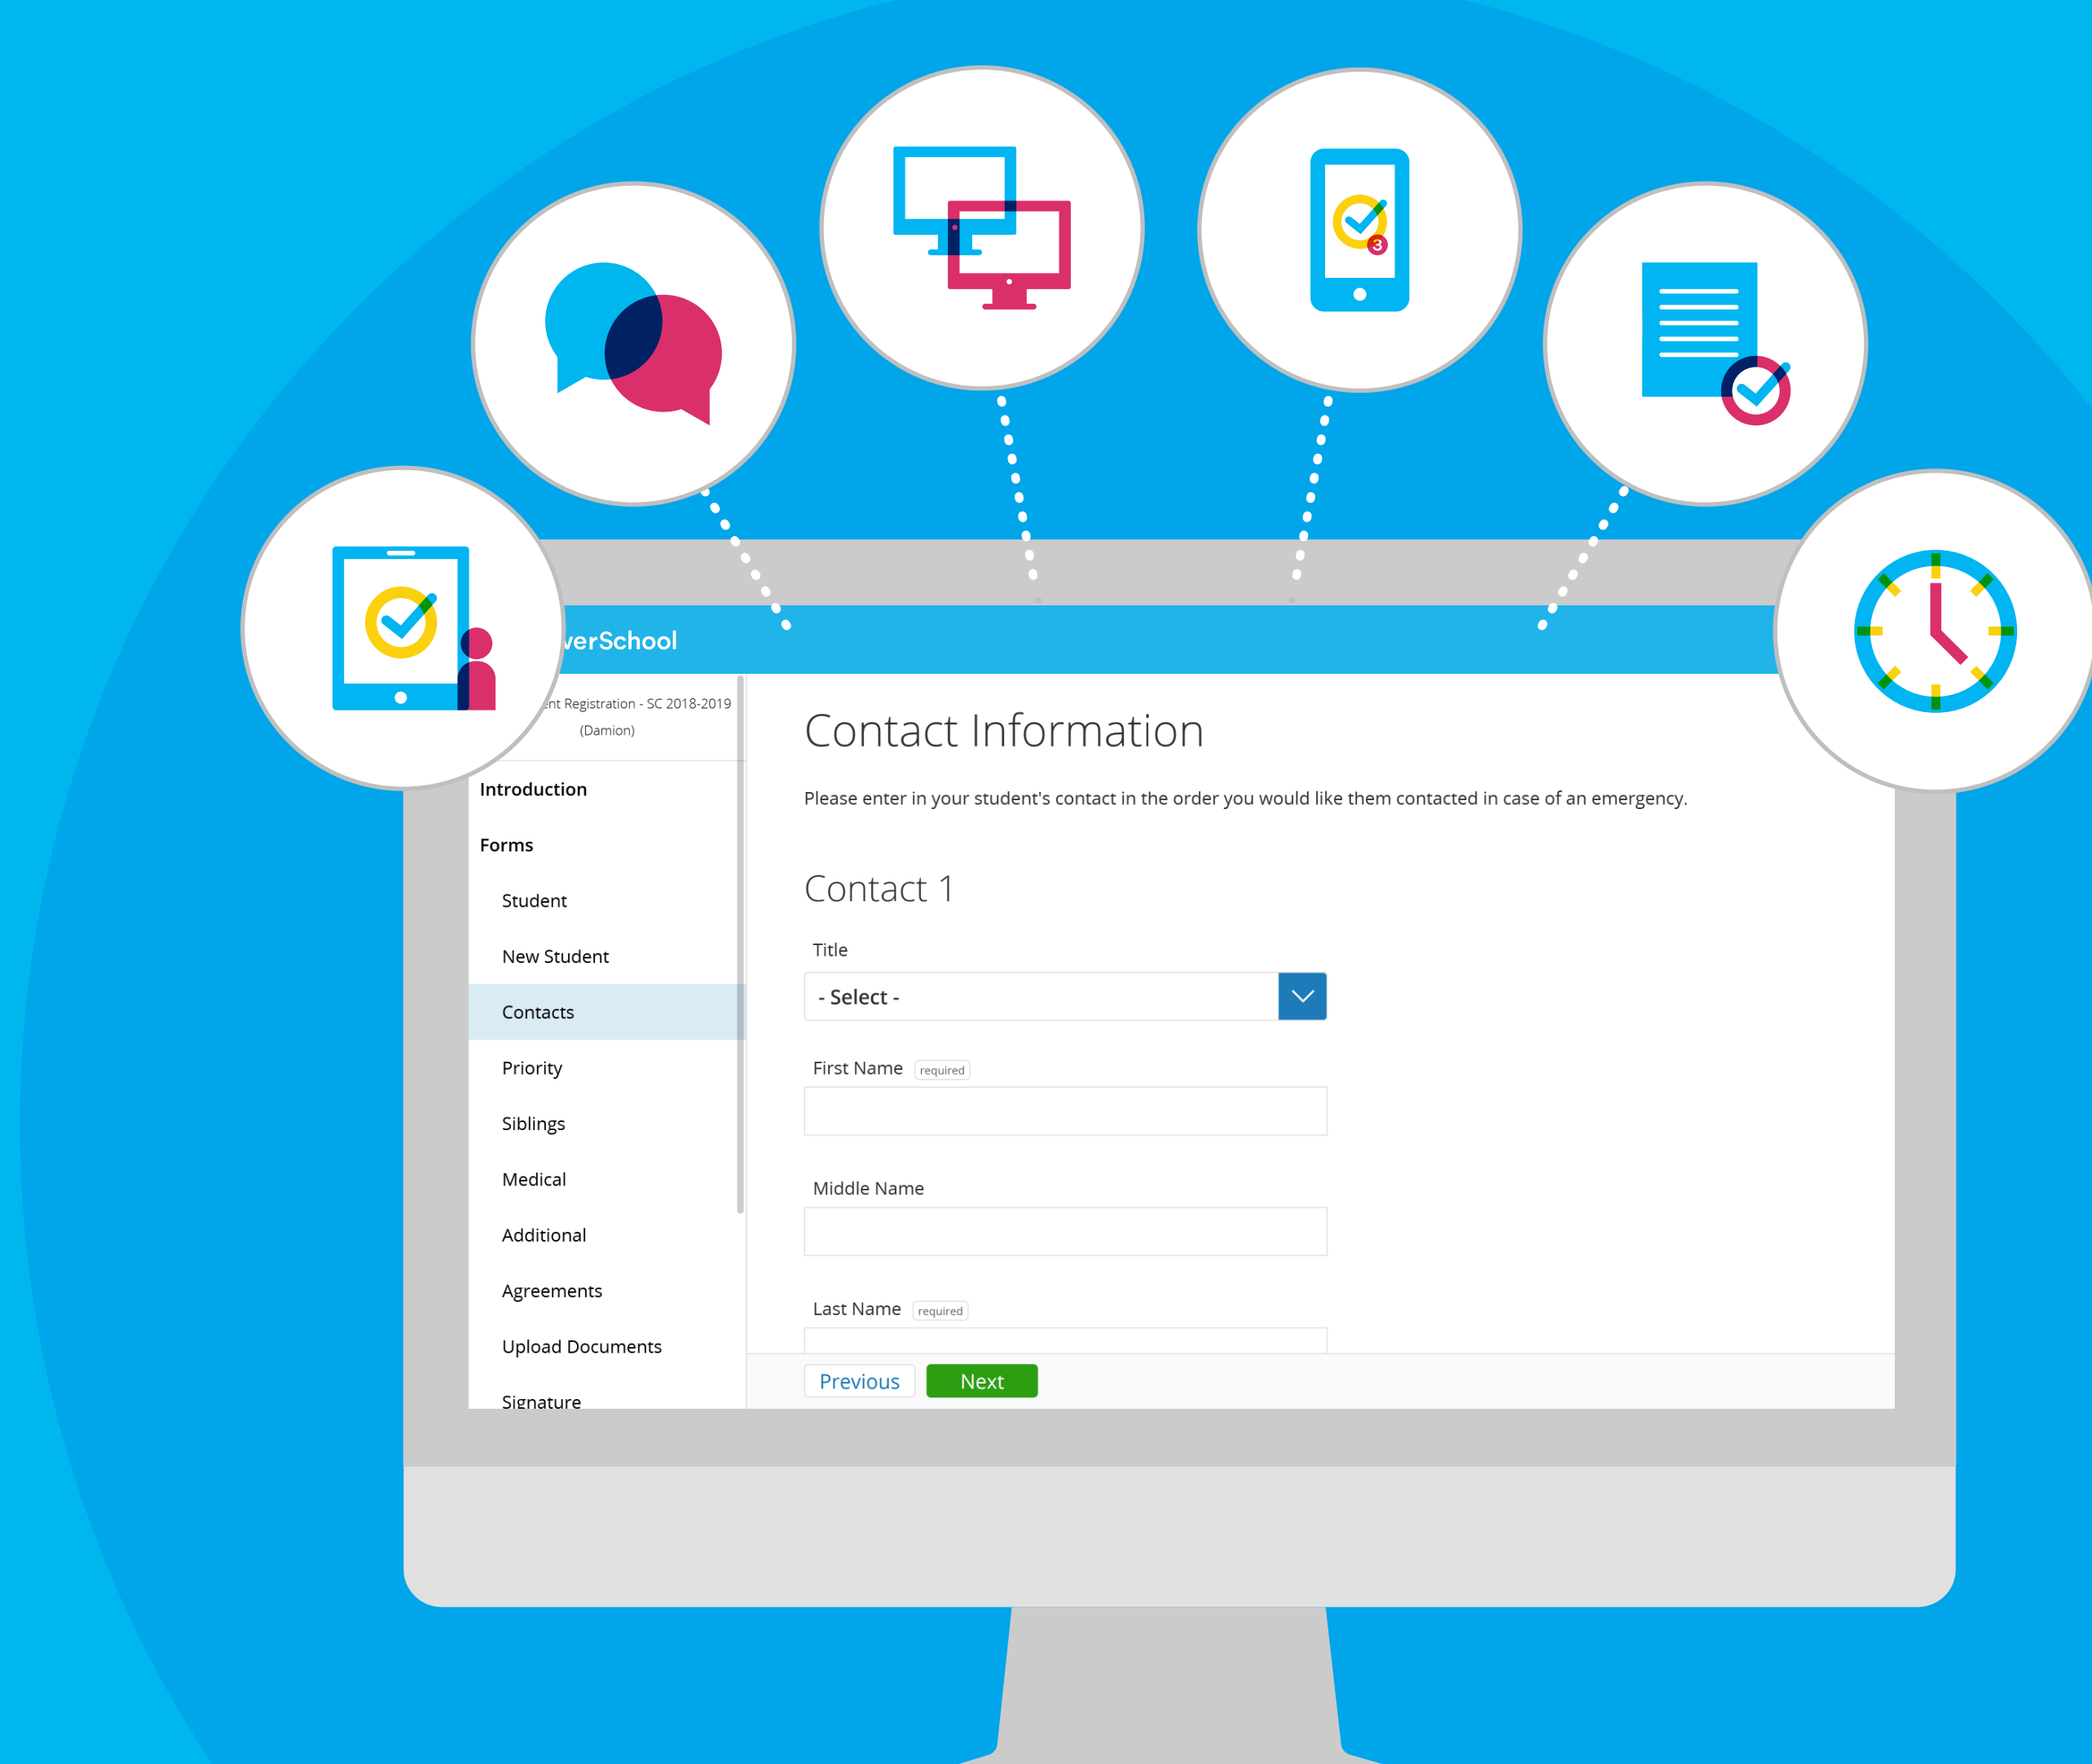 3
verSchool
nt Registration - SC 2018-2019
(Damion)
Introduction
Forms
Student
New Student
Contacts
Priority
Siblings
Medical
Additional
Agreements
Upload Documents
Signature
Contact Information
Please enter in your student's contact in the order you would like them contacted in case of an emergency.
Contact 1
Title
- Select -
First Name required
Middle Name
Last Name required
Previous Next